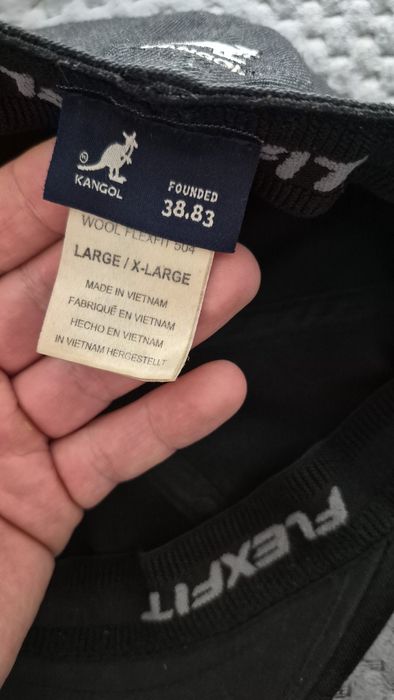 ®
KANGOL
FOUNDED
38.83
WOOL FLEXFIT 504
LARGE / X-LARGE
MADE IN VIETNAM
FABRIQUÉ EN VIETNAM
HECHO EN VIETNAM
IN VIETNAM HERGESTELLT
FLEXFIT